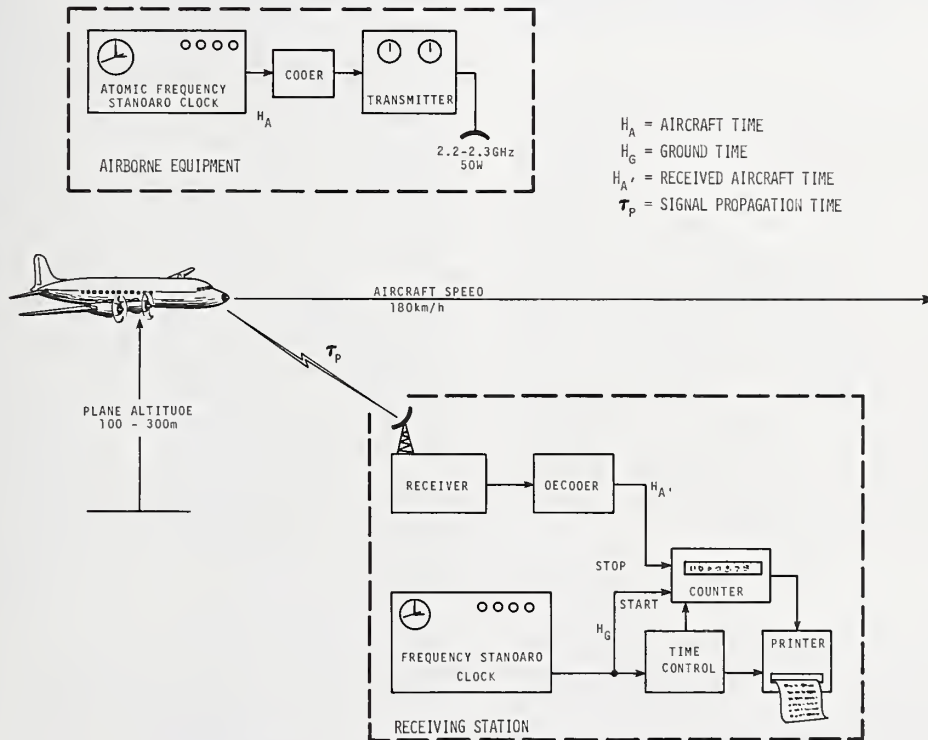 ATOMIC FREQUENCY
STANOARO CLOCK
H_A
COOER
TRANSMITTER
2.2-2.3GHz
50W
AIRBORNE EQUIPMENT
H_A = AIRCRAFT TIME
H_G = GROUND TIME
H_A' = RECEIVED AIRCRAFT TIME
τ_P = SIGNAL PROPAGATION TIME
AIRCRAFT SPEEO
180km/h
τ_P
PLANE ALTITUOE
100 - 300m
RECEIVER
OECOOER
H_A'
STOP
COUNTER
START
H_G
FREQUENCY STANOARO
CLOCK
TIME
CONTROL
PRINTER
RECEIVING STATION